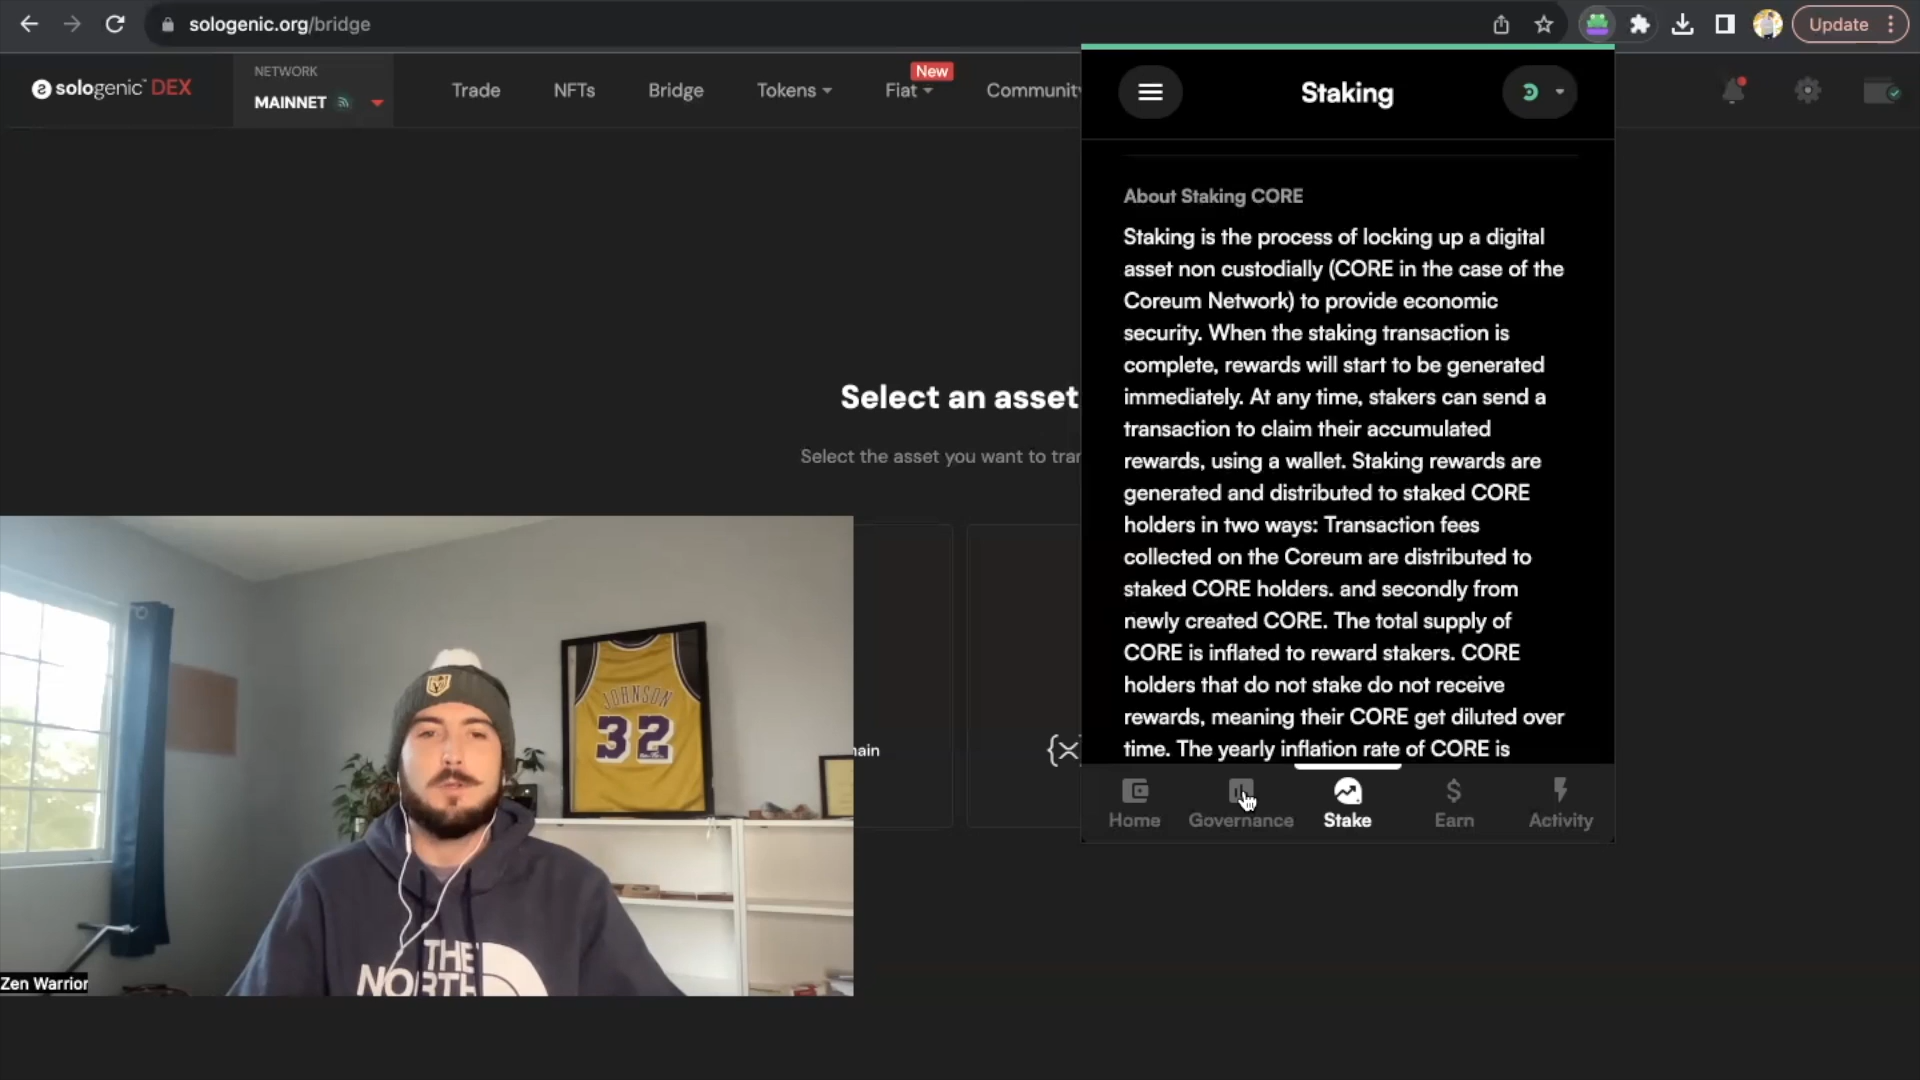 sologenic.org/bridge
Update
sologenic DEX
NETWORK
MAINNET
Trade
NFTs
Bridge
Tokens
Fiat
New
Community
Select an asset
Select the asset you want to
Staking
About Staking CORE
Staking is the process of locking up a digital
asset non custodially (CORE in the case of the
Coreum Network) to provide economic
security. When the staking transaction is
complete, rewards will start to be generated
immediately. At any time, stakers can send a
transaction to claim their accumulated
rewards, using a wallet. Staking rewards are
generated and distributed to staked CORE
holders in two ways: Transaction fees
collected on the Coreum are distributed to
staked CORE holders. and secondly from
newly created CORE. The total supply of
CORE is inflated to reward stakers. CORE
holders that do not stake do not receive
rewards, meaning their CORE get diluted over
time. The yearly inflation rate of CORE is
Home
Governance
Stake
Earn
Activity
JOHNSON
32
THE
NORTH
Zen Warrior